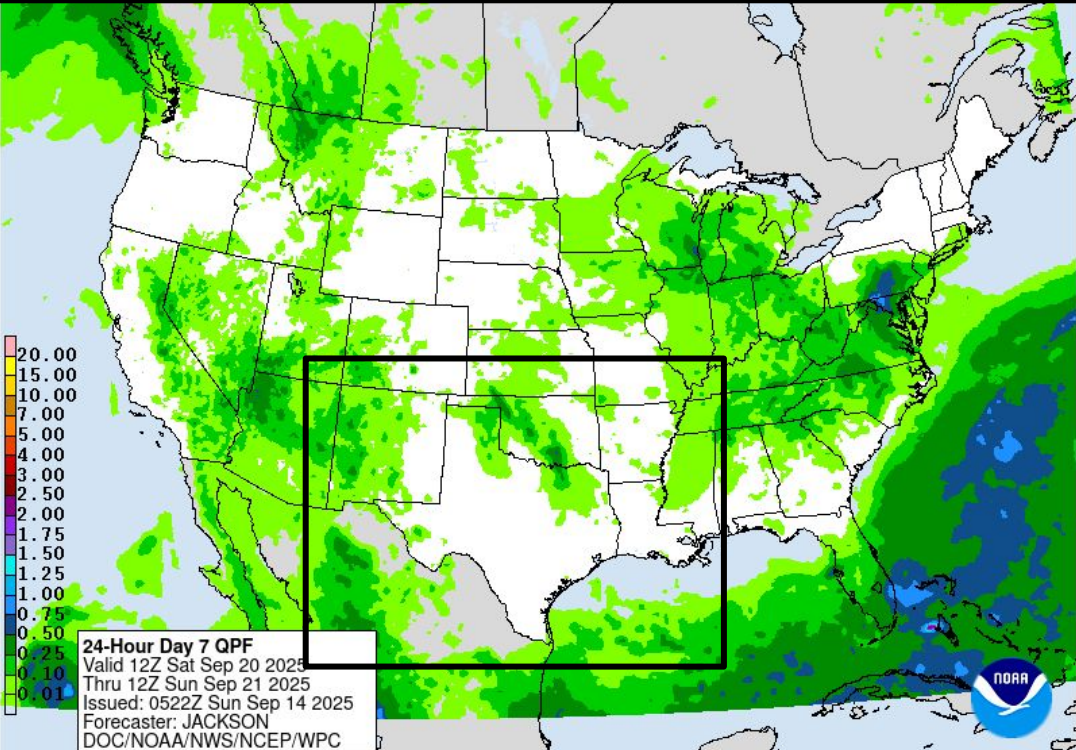 20.00
15.00
10.00
7.00
5.00
4.00
3.00
2.50
2.00
1.75
1.50
1.25
1.00
0.75
0.50
0.25
0.10
0.01
24-Hour Day 7 QPF
Valid 12Z Sat Sep 20 2025
Thru 12Z Sun Sep 21 2025
Issued: 0522Z Sun Sep 14 2025
Forecaster: JACKSON
DOC/NOAA/NWS/NCEP/WPC
NOAA